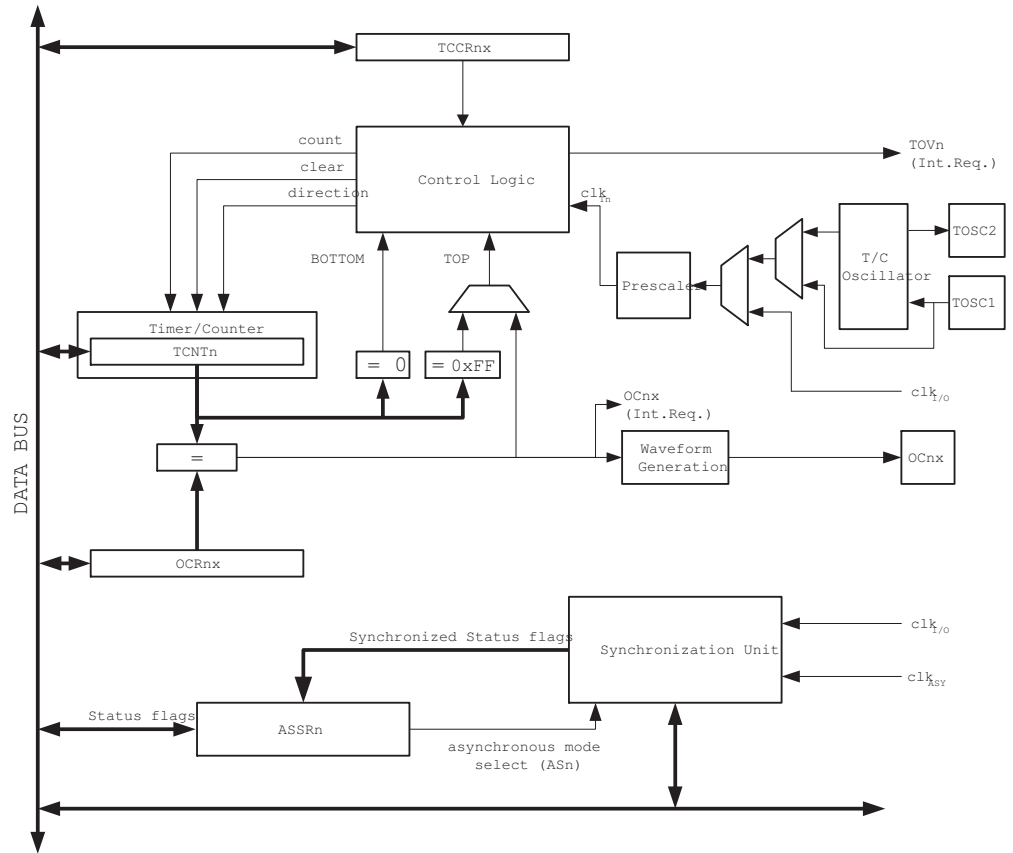 TCCRnx
count
clear
direction
Control Logic
TOVn
(Int.Req.)
clkTn
BOTTOM
TOP
Prescaler
T/C
Oscillator
TOSC2
TOSC1
Timer/Counter
TCNTn
= 0
= 0xFF
clkI/O
OCnx
(Int.Req.)
=
Waveform
Generation
OCnx
DATA BUS
OCRnx
Synchronized Status flags
Synchronization Unit
clkI/O
clkASY
Status flags
ASSRn
asynchronous mode
select (ASn)